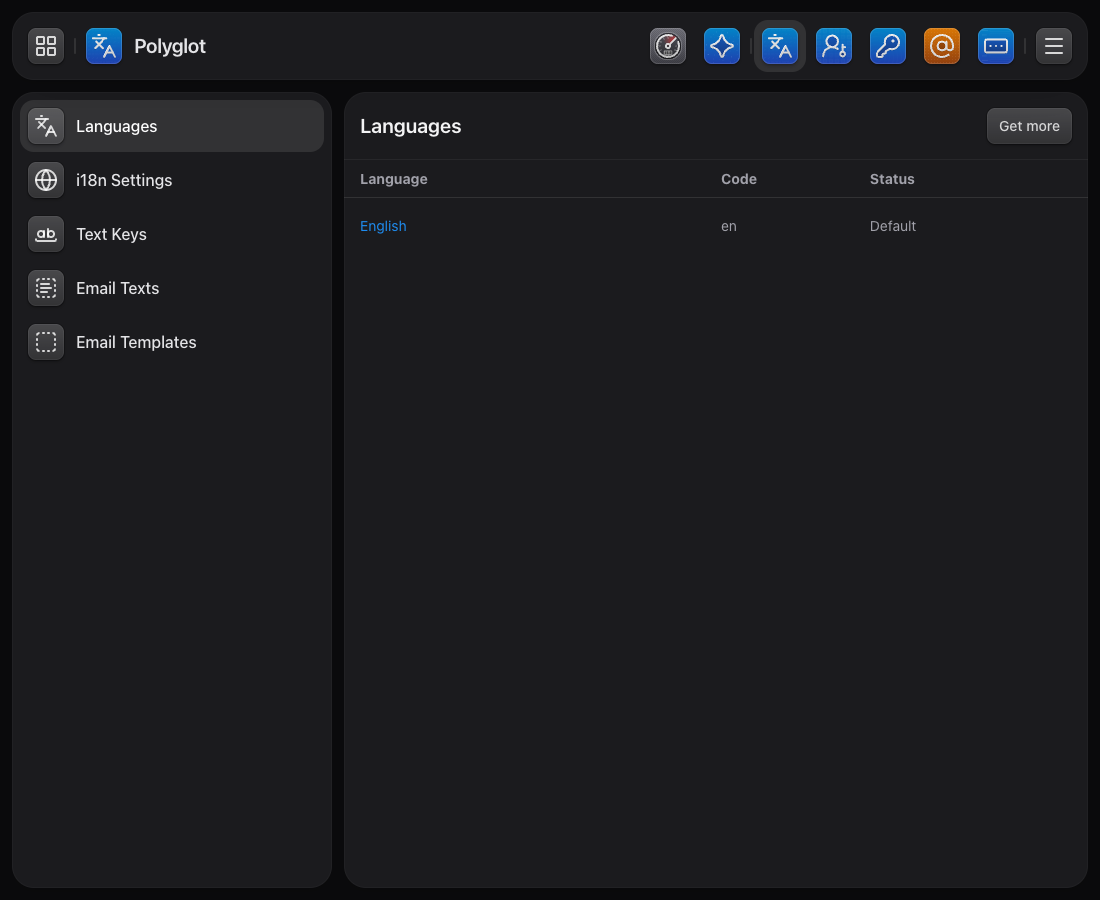 Polyglot
Languages
i18n Settings
Text Keys
Email Texts
Email Templates
Languages
Get more
Language Code Status
English en Default